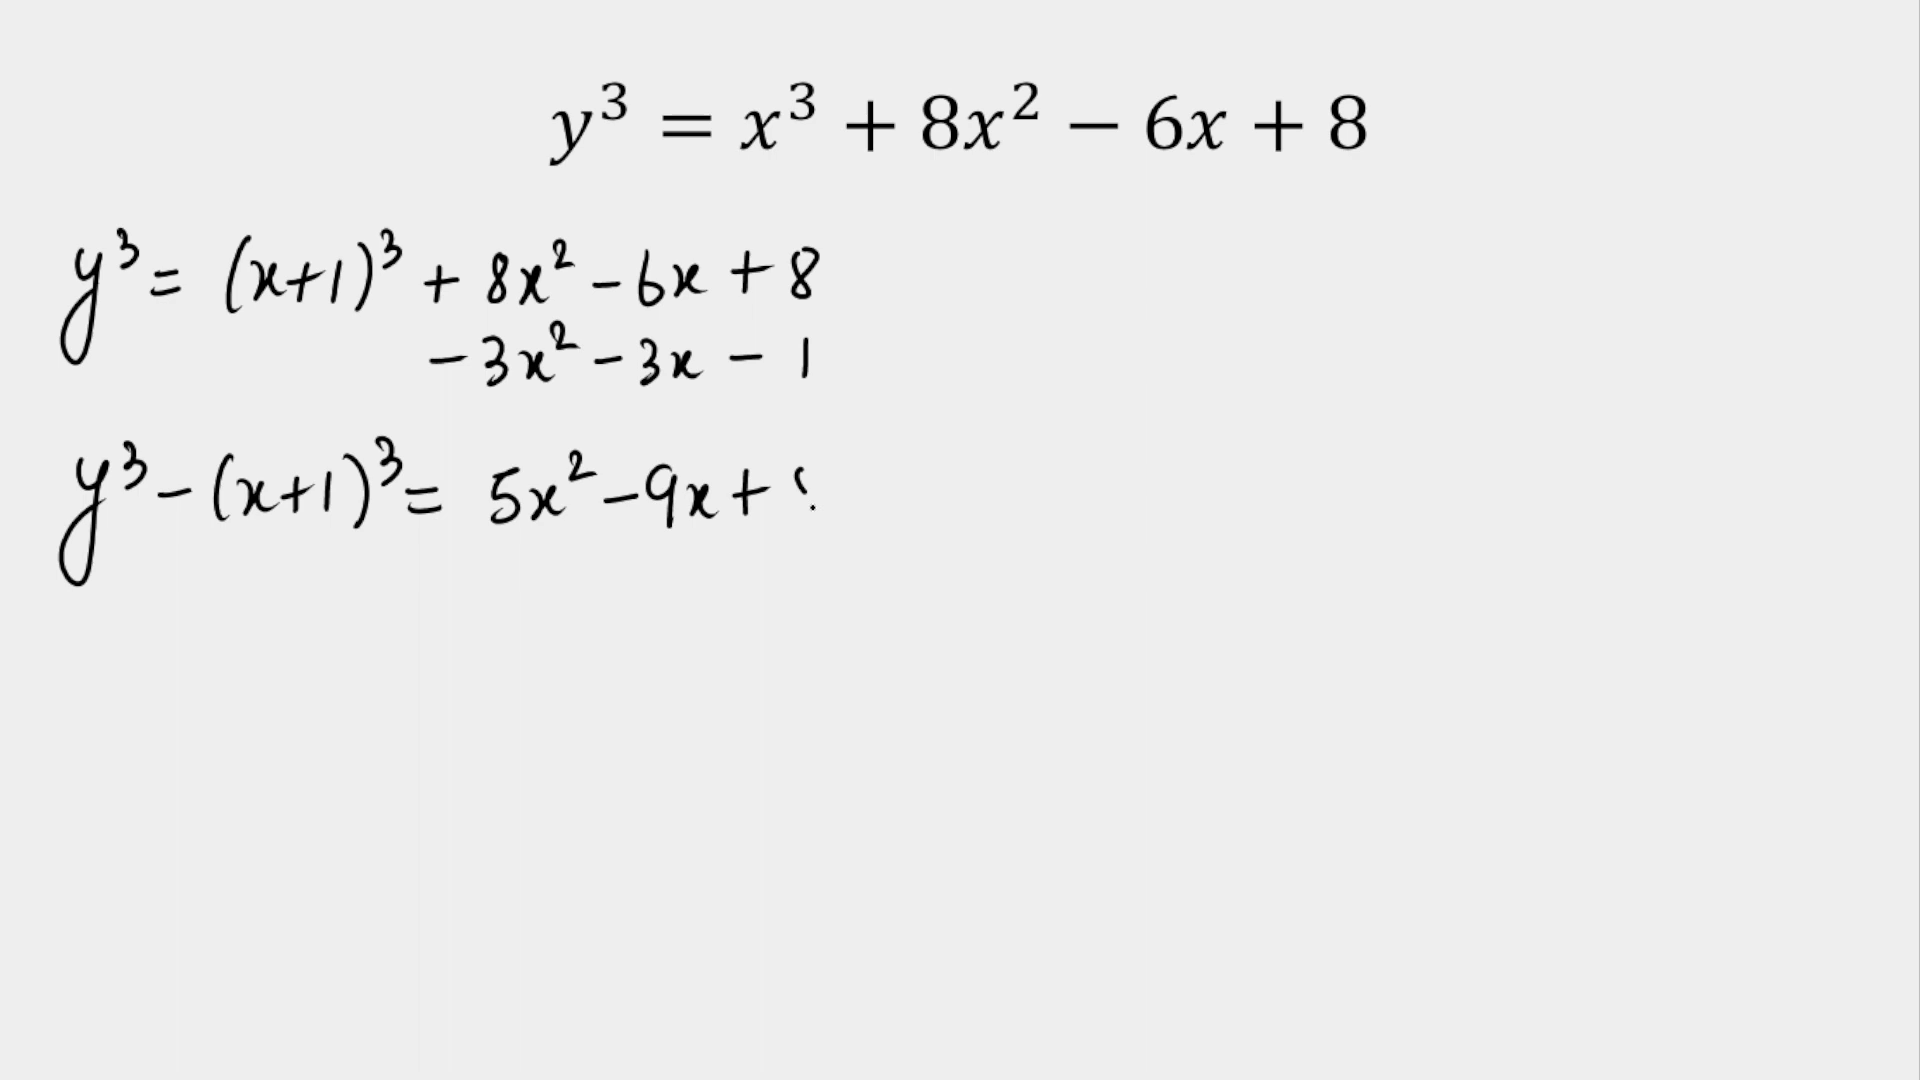 y³ = x³ + 8x² − 6x + 8
y³ = (x+1)³ + 8x² − 6x + 8
− 3x² − 3x − 1
y³ − (x+1)³ = 5x² − 9x +